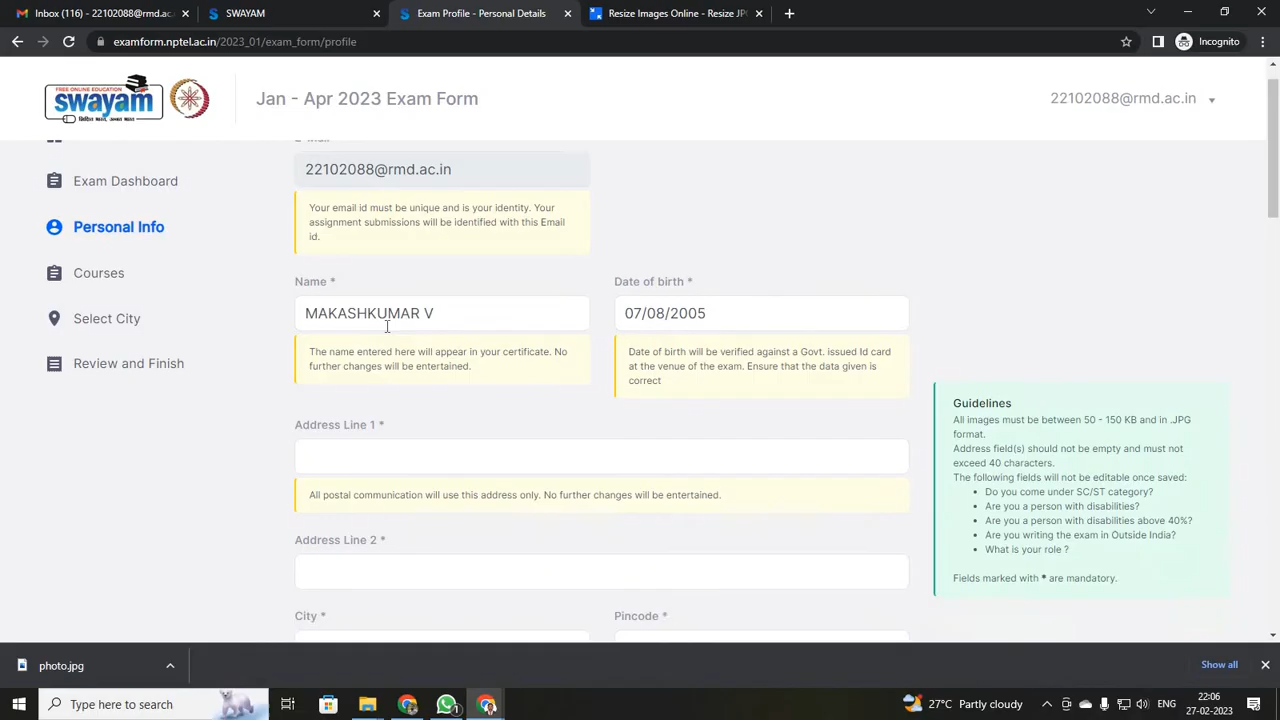 Inbox (116) - 22102088@rmd.ac.i
SWAYAM
Exam Profile - Personal Details
Resize Images Online - Resize JP
examform.nptel.ac.in/2023_01/exam_form/profile
Incognito
FREE ONLINE EDUCATION
swayam
शिक्षित भारत, उन्नत भारत
Jan - Apr 2023 Exam Form
22102088@rmd.ac.in
22102088@rmd.ac.in
Exam Dashboard
Your email id must be unique and is your identity. Your
assignment submissions will be identified with this Email
id.
Personal Info
Courses
Name *
Date of birth *
MAKASHKUMAR V
07/08/2005
Select City
The name entered here will appear in your certificate. No
further changes will be entertained.
Date of birth will be verified against a Govt. issued Id card
at the venue of the exam. Ensure that the data given is
correct
Review and Finish
Guidelines
All images must be between 50 - 150 KB and in .JPG
format.
Address field(s) should not be empty and must not
exceed 40 characters.
The following fields will not be editable once saved:
• Do you come under SC/ST category?
• Are you a person with disabilities?
• Are you a person with disabilities above 40%?
• Are you writing the exam in Outside India?
• What is your role ?
Fields marked with * are mandatory.
Address Line 1 *
All postal communication will use this address only. No further changes will be entertained.
Address Line 2 *
City *
Pincode *
photo.jpg
Show all
Type here to search
27°C Partly cloudy
ENG
22:06
27-02-2023